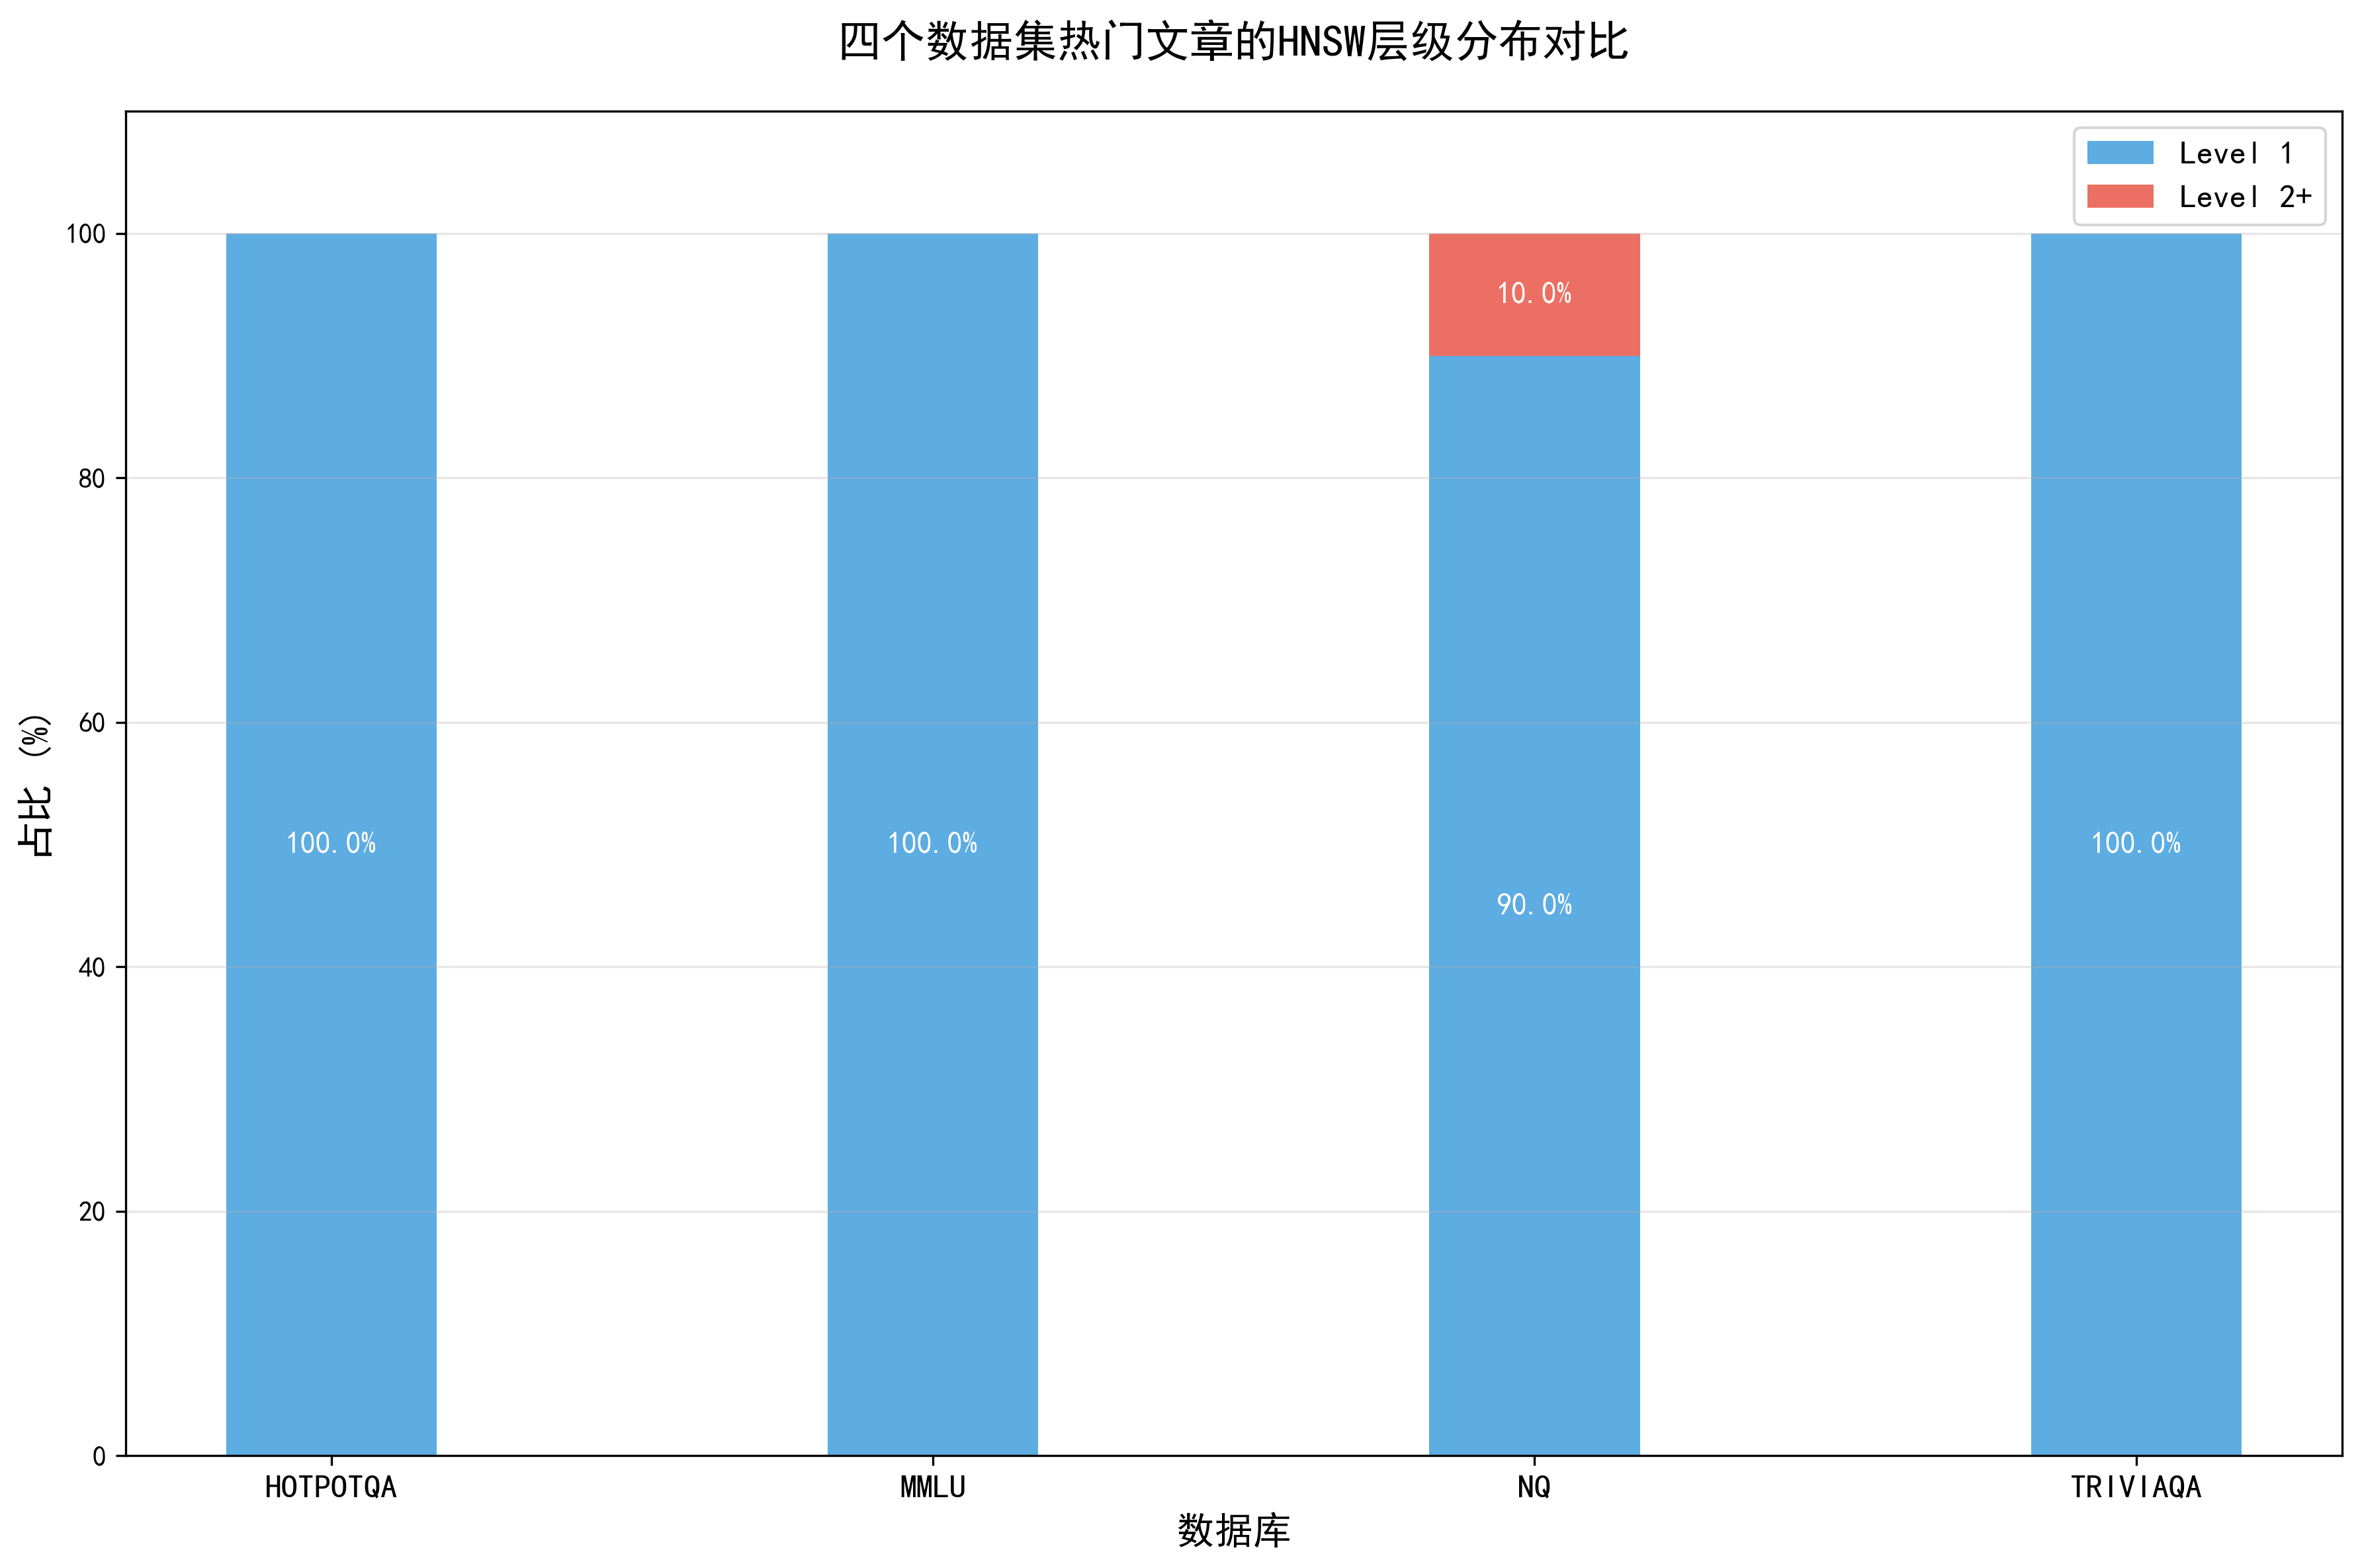 四个数据集热门文章的HNSW层级分布对比
Level 1
Level 2+
占比 (%)
100
80
60
40
20
0
10.0%
100.0%
100.0%
90.0%
100.0%
HOTPOTQA
MMLU
NQ
TRIVIAQA
数据库